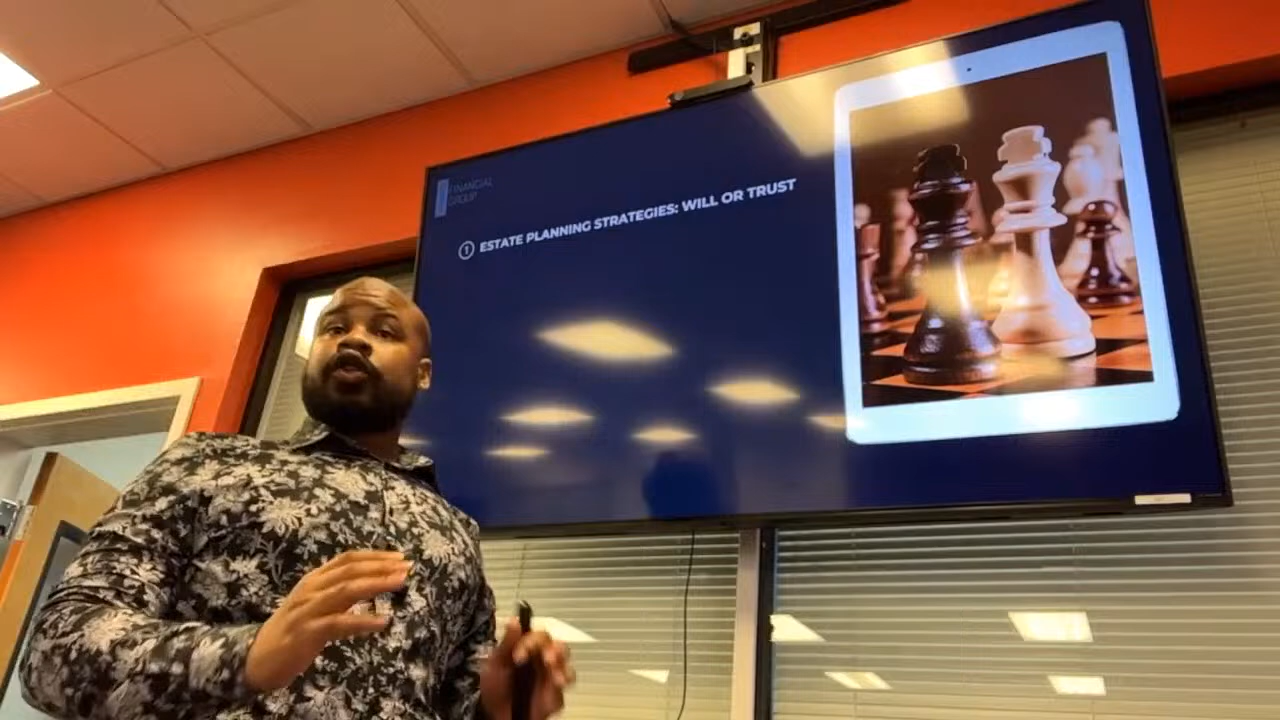 FINANCIAL
GROUP
1 ESTATE PLANNING STRATEGIES: WILL OR TRUST